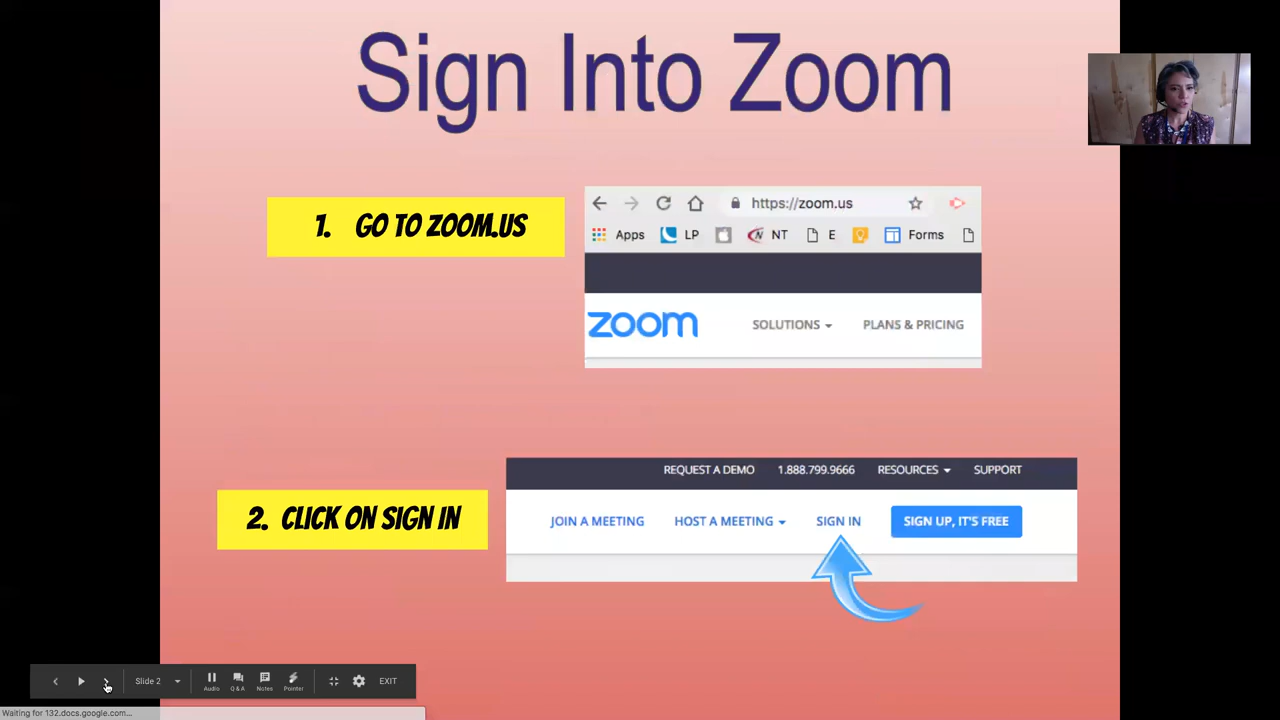 Sign Into Zoom
1. GO TO ZOOM.US
https://zoom.us
Apps LP NT E Forms
zoom SOLUTIONS PLANS & PRICING
REQUEST A DEMO 1.888.799.9666 RESOURCES SUPPORT
2. CLICK ON SIGN IN
JOIN A MEETING HOST A MEETING SIGN IN SIGN UP, IT'S FREE
Slide 2 Audio Q & A Notes Pointer EXIT
Waiting for 132.docs.google.com...